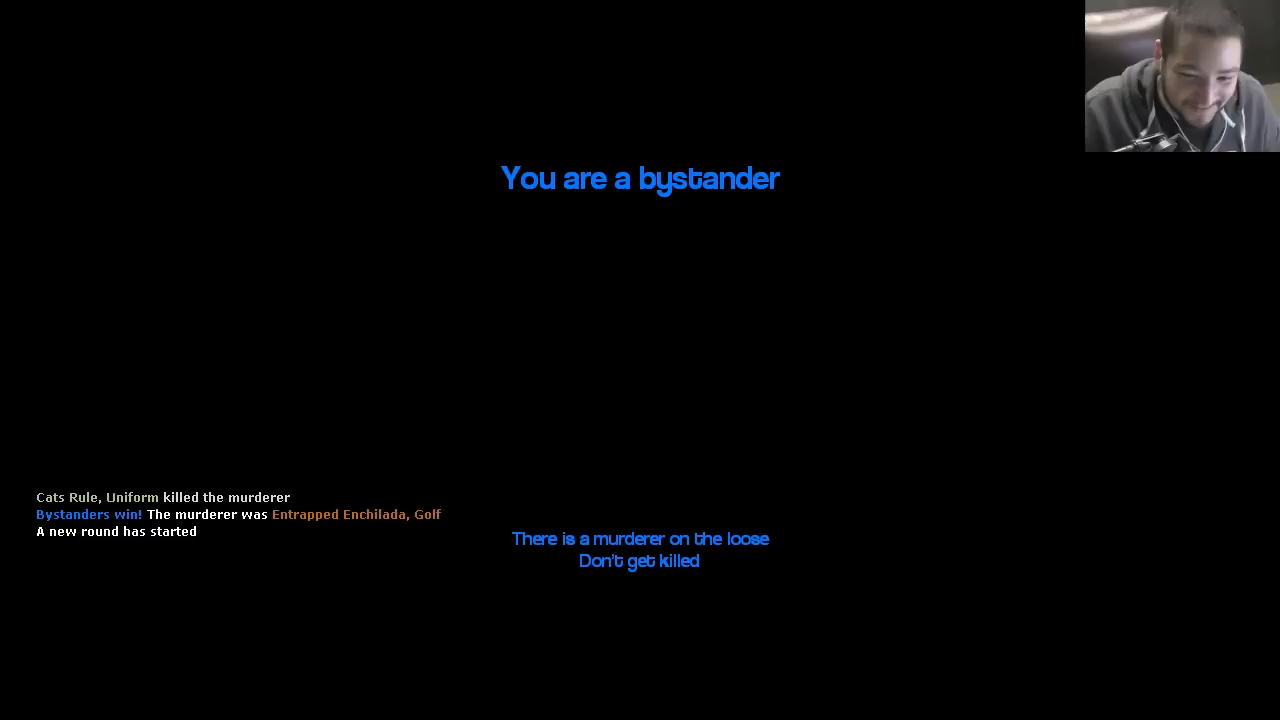 You are a bystander
Cats Rule, Uniform killed the murderer
Bystanders win! The murderer was Entrapped Enchilada, Golf
A new round has started
There is a murderer on the loose
Don't get killed